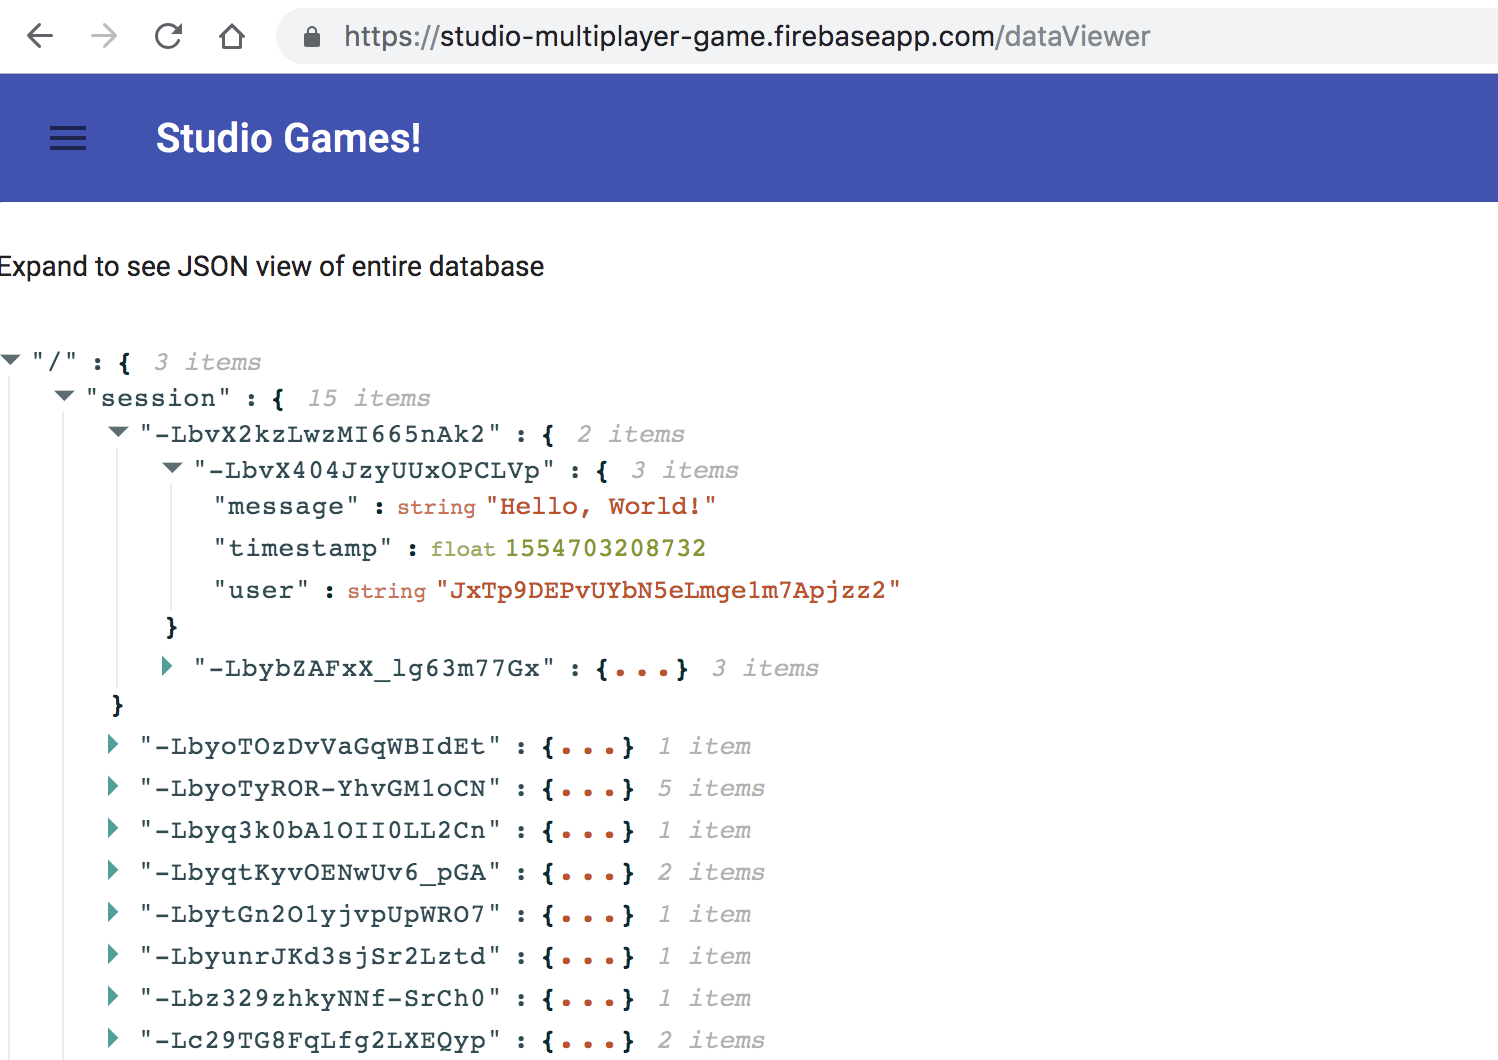 https://studio-multiplayer-game.firebaseapp.com/dataViewer
Studio Games!
Expand to see JSON view of entire database
"/" : { 3 items
"session" : { 15 items
"-LbvX2kzLwzMI665nAk2" : { 2 items
"-LbvX404JzyUUxOPCLVp" : { 3 items
"message" : string "Hello, World!"
"timestamp" : float 1554703208732
"user" : string "JxTp9DEPvUYbN5eLmge1m7Apjzz2"
}
"-LbybZAFxX_lg63m77Gx" : {...} 3 items
}
"-LbyoTOzDvVaGqWBIdEt" : {...} 1 item
"-LbyoTyROR-YhvGM1oCN" : {...} 5 items
"-Lbyq3k0bA1OII0LL2Cn" : {...} 1 item
"-LbyqtKyvOENwUv6_pGA" : {...} 2 items
"-LbytGn2O1yjvpUpWRO7" : {...} 1 item
"-LbyunrJKd3sjSr2Lztd" : {...} 1 item
"-Lbz329zhkyNNf-SrCh0" : {...} 1 item
"-Lc29TG8FqLfg2LXEQyp" : {...} 2 items